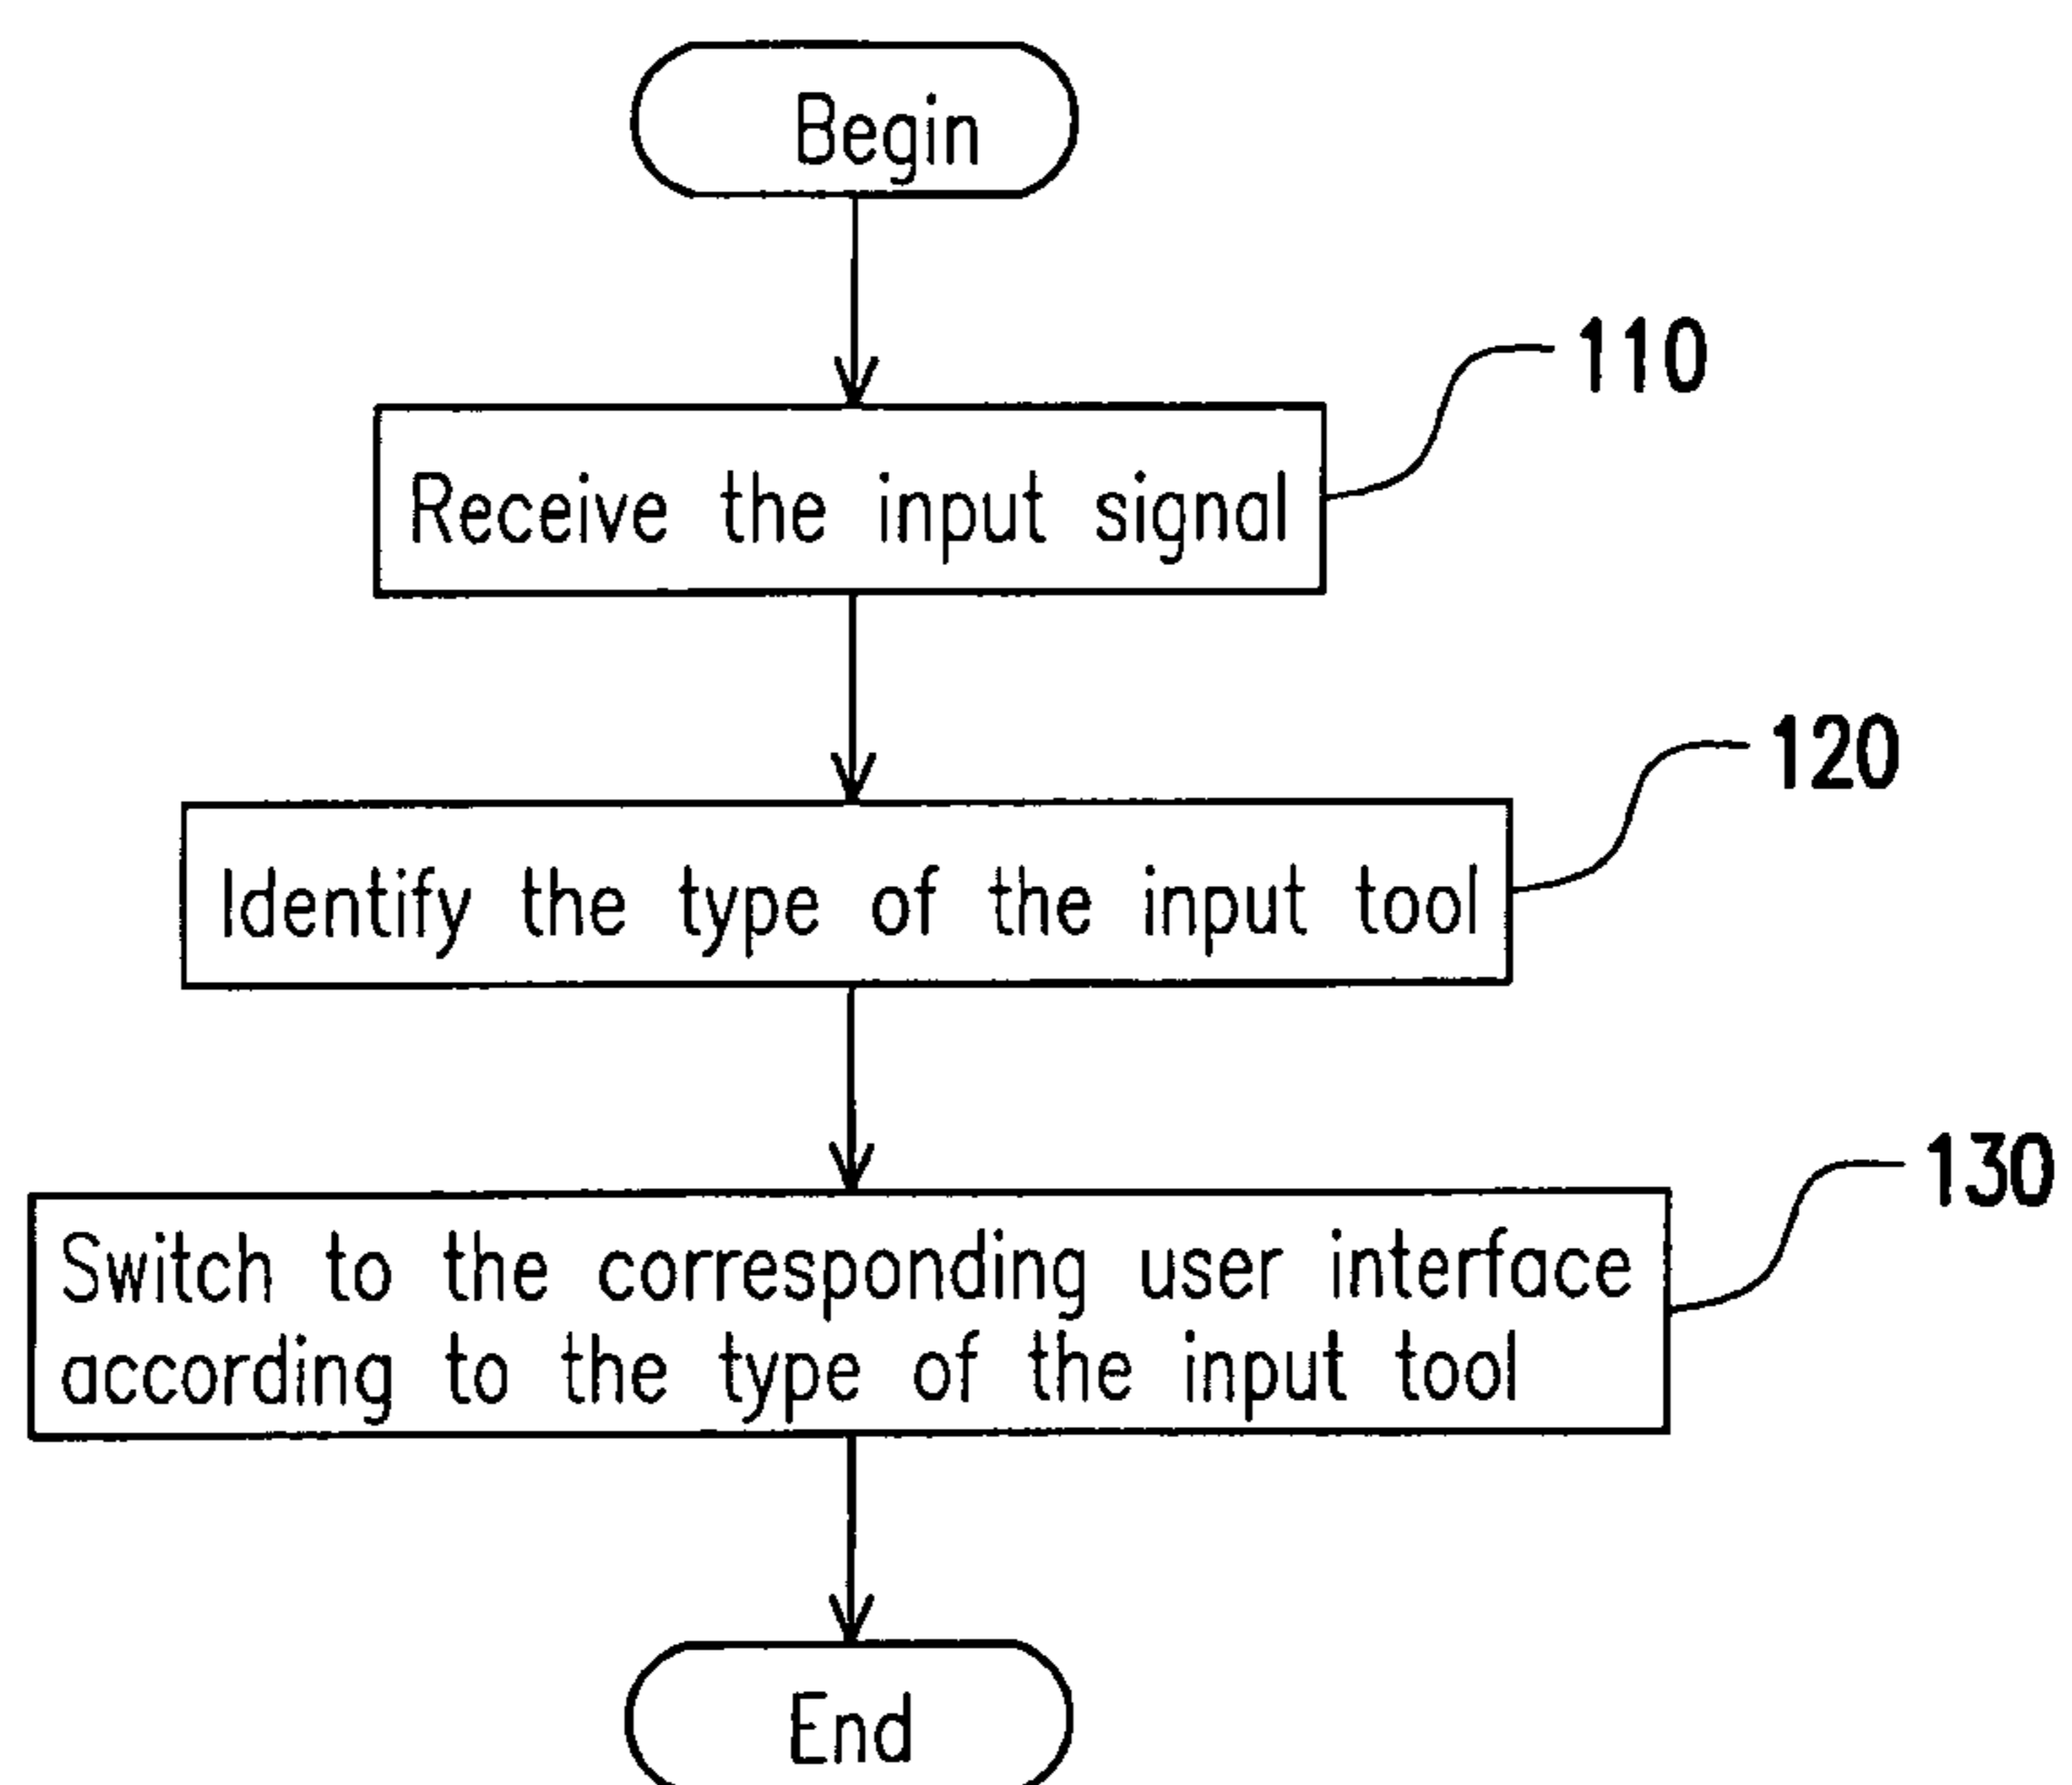 Begin
110
Receive the input signal
120
Identify the type of the input tool
130
Switch to the corresponding user interface
according to the type of the input tool
End